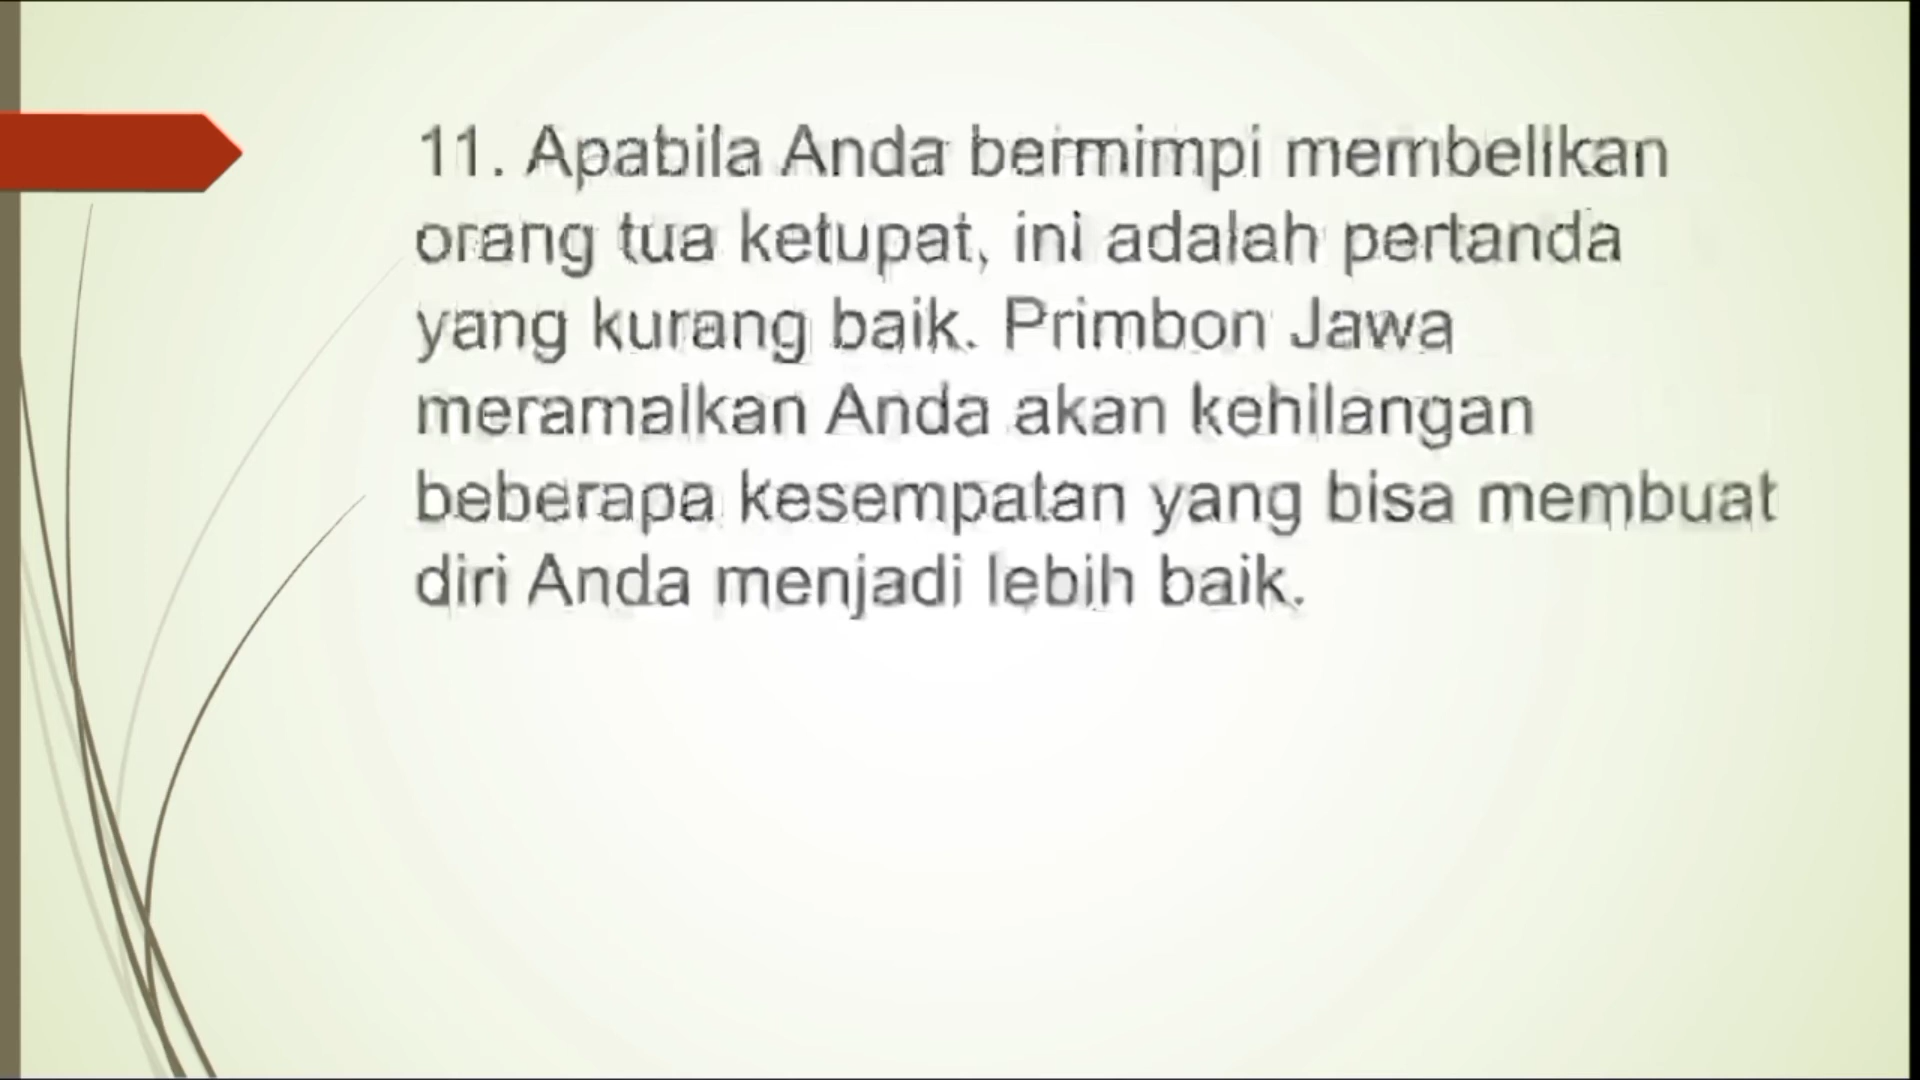 11. Apabila Anda bermimpi membelikan
orang tua ketupat, ini adalah pertanda
yang kurang baik. Primbon Jawa
meramalkan Anda akan kehilangan
beberapa kesempatan yang bisa membuat
diri Anda menjadi lebih baik.